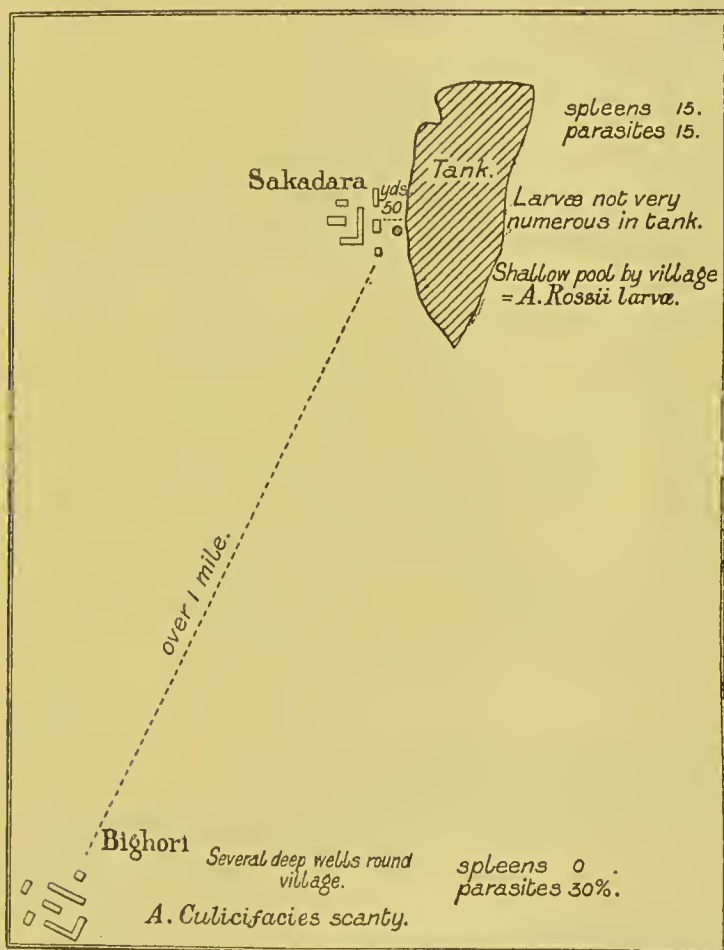 spleens 15.
parasites 15.
Tank.
Sakadara
yds
50
Larvæ not very
numerous in tank.
Shallow pool by village
= A. Rossii larvæ.
over 1 mile.
Bighori
Several deep wells round
village.
spleens 0 .
parasites 30%.
A. Culicifacies scanty.